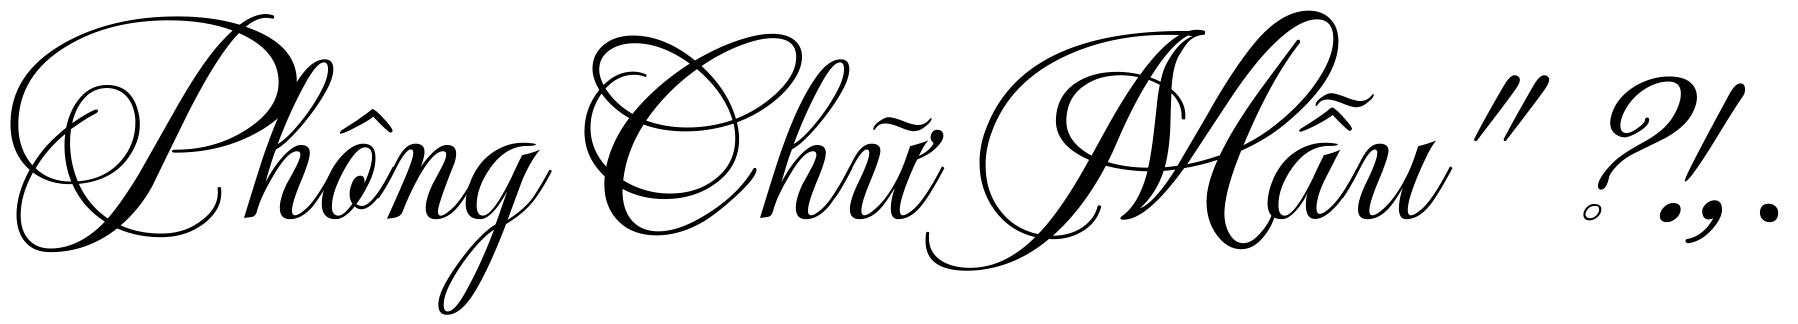 Phông Chữ Mẫu " ?!,.